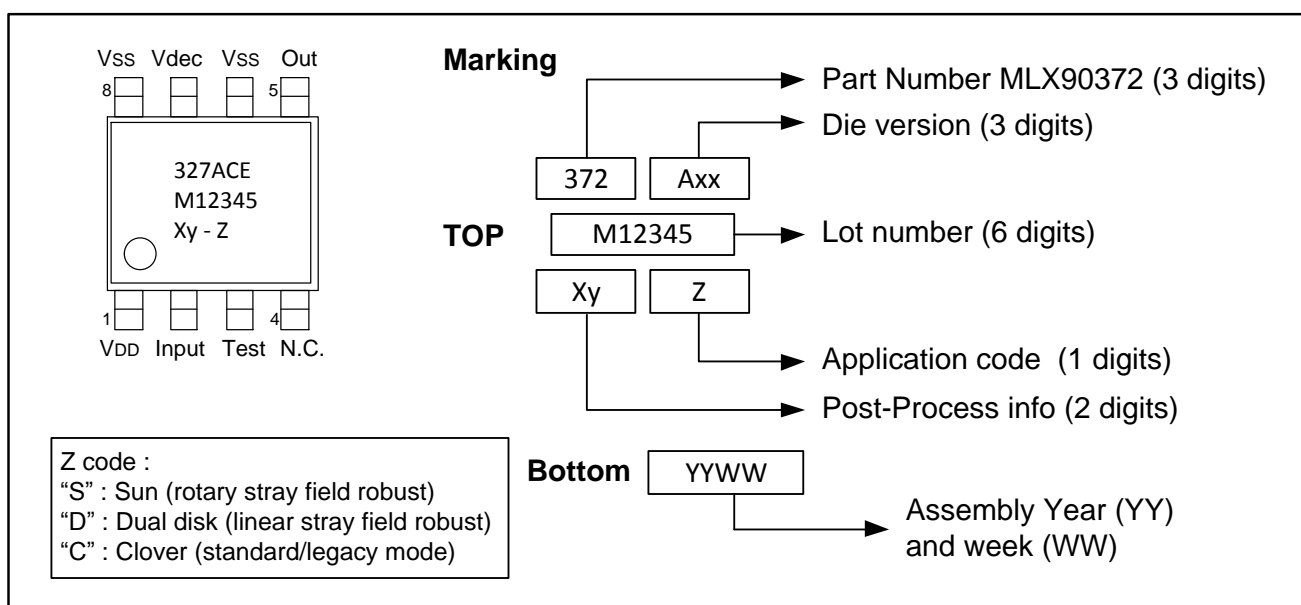 Vss Vdec Vss Out
8 5
327ACE
M12345
Xy - Z
1 4
VDD Input Test N.C.
Marking
Part Number MLX90372 (3 digits)
Die version (3 digits)
372 Axx
TOP M12345 Lot number (6 digits)
Xy Z
Application code (1 digits)
Post-Process info (2 digits)
Z code :
“S” : Sun (rotary stray field robust)
“D” : Dual disk (linear stray field robust)
“C” : Clover (standard/legacy mode)
Bottom YYWW
Assembly Year (YY)
and week (WW)